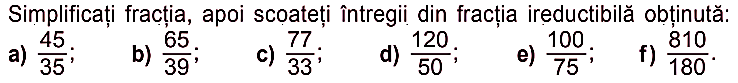 Simplificați fracția, apoi scoateți întregii din fracția ireductibilă obținută:
a) 45/35; b) 65/39; c) 77/33; d) 120/50; e) 100/75; f) 810/180.